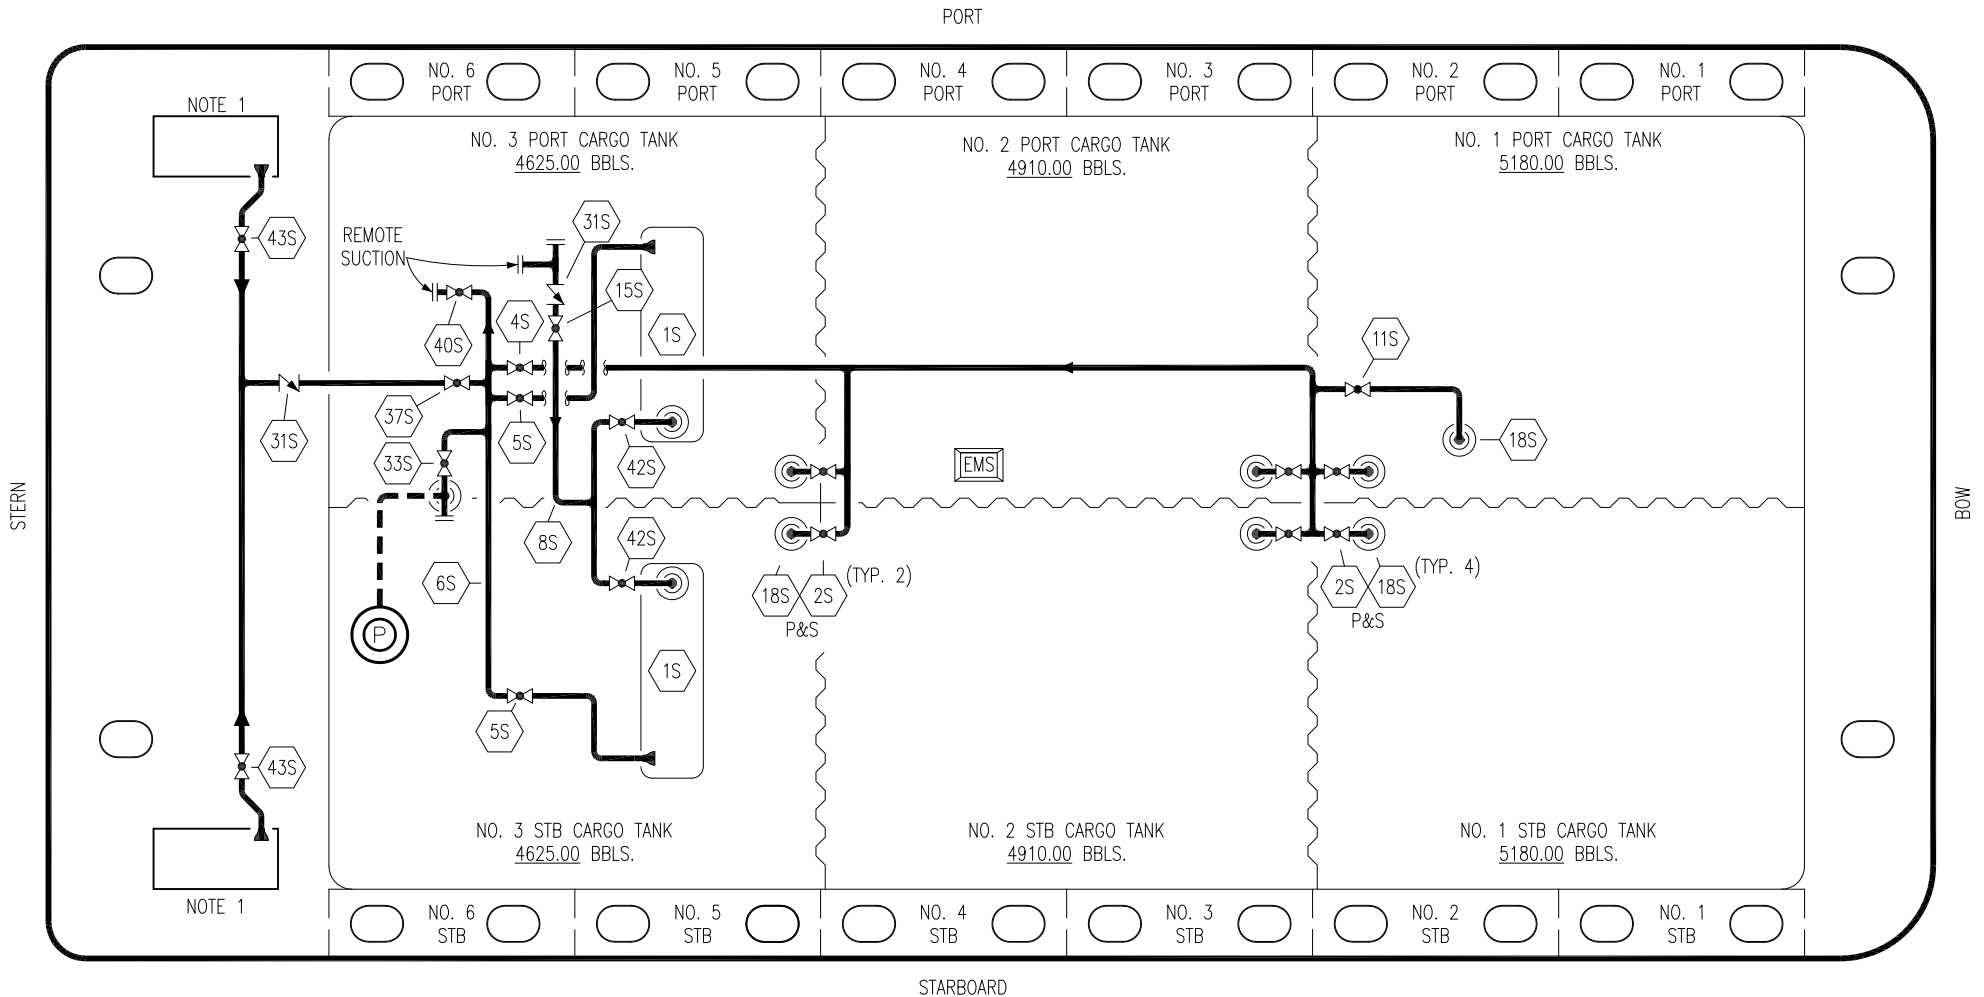 PORT
NO. 6
PORT
NO. 5
PORT
NO. 4
PORT
NO. 3
PORT
NO. 2
PORT
NO. 1
PORT
NOTE 1
NO. 3 PORT CARGO TANK
4625.00 BBLS.
NO. 2 PORT CARGO TANK
4910.00 BBLS.
NO. 1 PORT CARGO TANK
5180.00 BBLS.
43S
REMOTE
SUCTION
31S
15S
4S
40S
1S
11S
37S
31S
5S
33S
42S
18S
EMS
STERN
BOW
8S
42S
6S
18S
2S
(TYP. 2)
P&S
2S
18S
(TYP. 4)
P&S
P
1S
5S
43S
NO. 3 STB CARGO TANK
4625.00 BBLS.
NO. 2 STB CARGO TANK
4910.00 BBLS.
NO. 1 STB CARGO TANK
5180.00 BBLS.
NOTE 1
NO. 6
STB
NO. 5
STB
NO. 4
STB
NO. 3
STB
NO. 2
STB
NO. 1
STB
STARBOARD